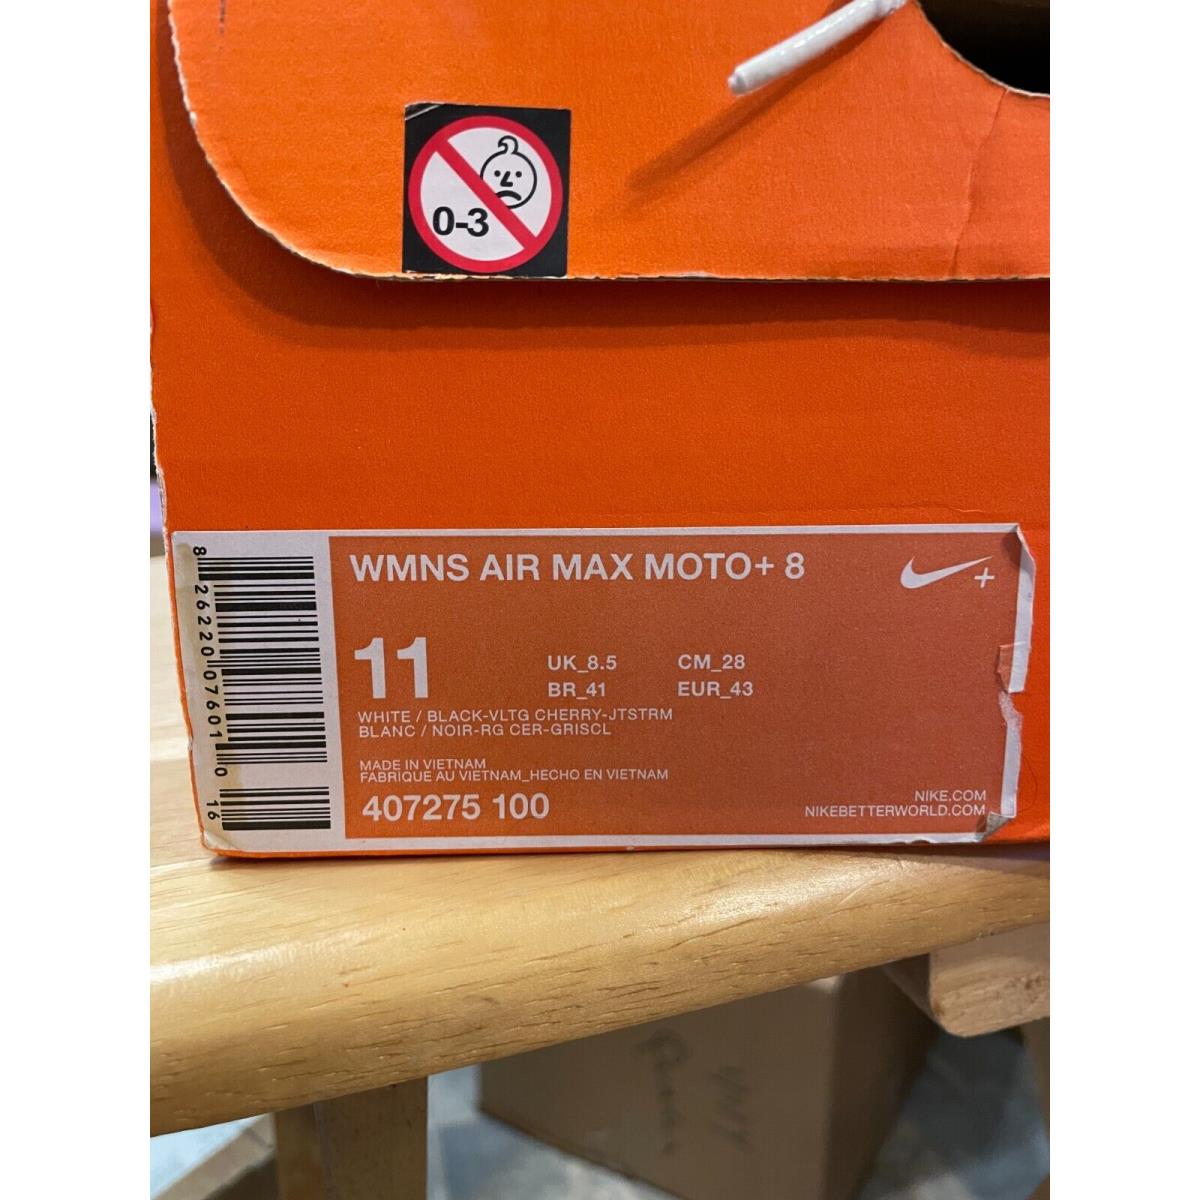 0-3
WMNS AIR MAX MOTO+ 8
+
11
UK_8.5 CM_28
BR_41 EUR_43
WHITE / BLACK-VLTG CHERRY-JTSTRM
BLANC / NOIR-RG CER-GRISCL
MADE IN VIETNAM
FABRIQUE AU VIETNAM_HECHO EN VIETNAM
407275 100
NIKE.COM
NIKEBETTERWORLD.COM
8 26220 07601 0 16